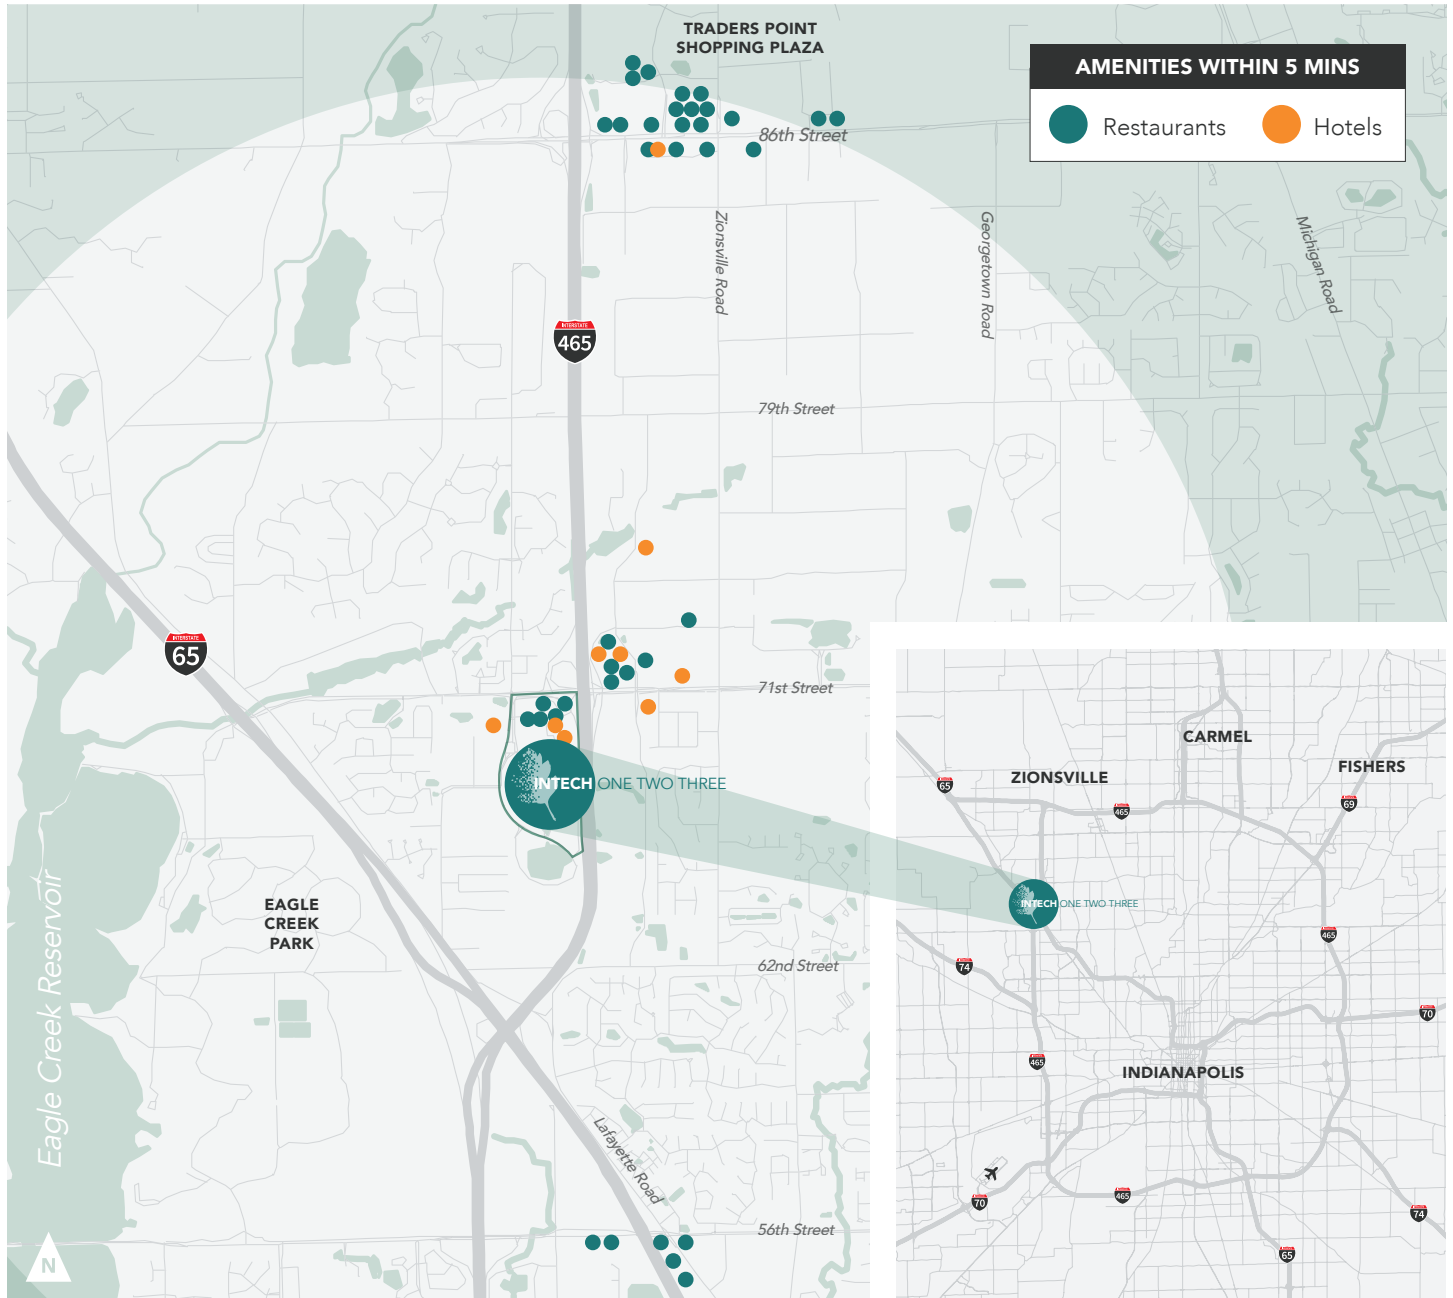 TRADERS POINT
SHOPPING PLAZA
AMENITIES WITHIN 5 MINS
Restaurants
Hotels
86th Street
Zionsville Road
Georgetown Road
Michigan Road
INTERSTATE
465
79th Street
INTERSTATE
65
71st Street
INTECH ONE TWO THREE
EAGLE
CREEK
PARK
Eagle Creek Reservoir
62nd Street
Lafayette Road
56th Street
N
CARMEL
ZIONSVILLE
FISHERS
65
465
69
INTECH ONE TWO THREE
465
74
70
465
INDIANAPOLIS
70
465
74
65